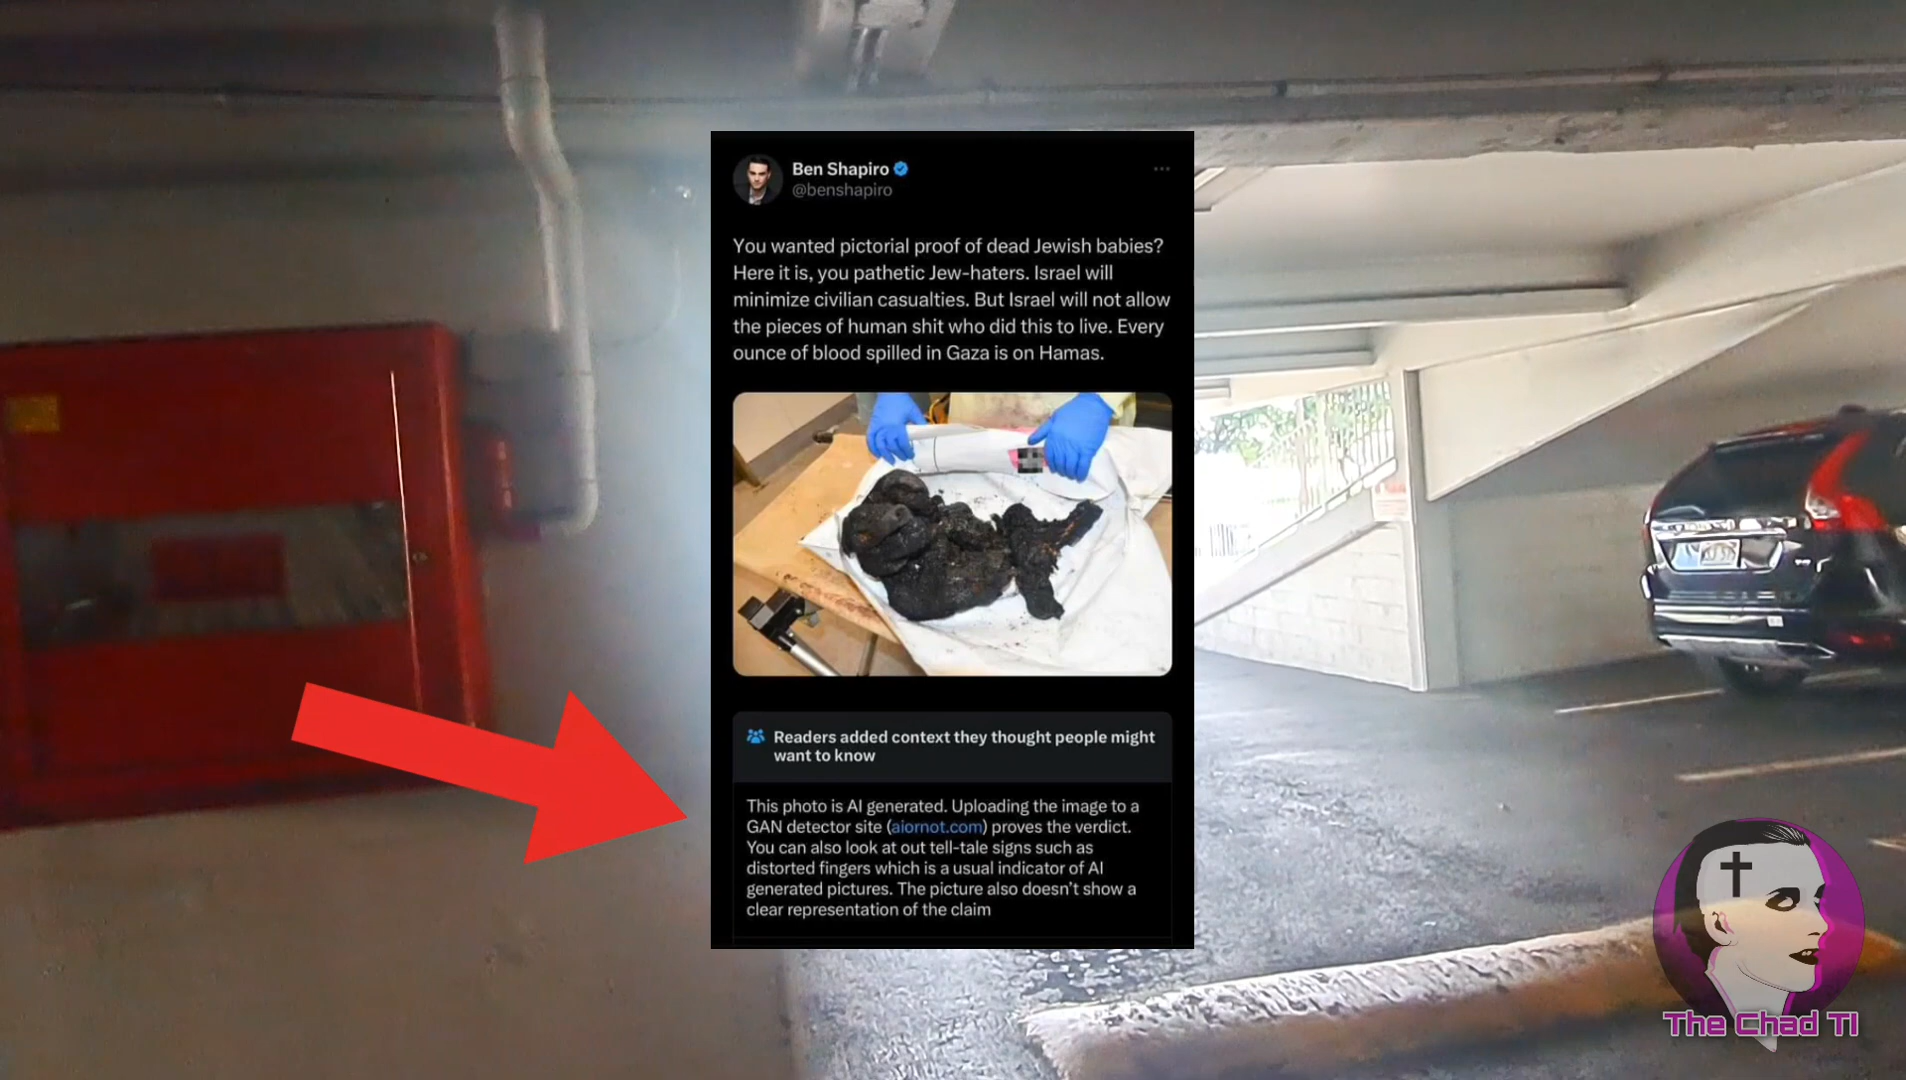 Ben Shapiro
@benshapiro
You wanted pictorial proof of dead Jewish babies?
Here it is, you pathetic Jew-haters. Israel will
minimize civilian casualties. But Israel will not allow
the pieces of human shit who did this to live. Every
ounce of blood spilled in Gaza is on Hamas.
Readers added context they thought people might
want to know
This photo is AI generated. Uploading the image to a
GAN detector site (aiornot.com) proves the verdict.
You can also look at out tell-tale signs such as
distorted fingers which is a usual indicator of AI
generated pictures. The picture also doesn't show a
clear representation of the claim
The Chad TI